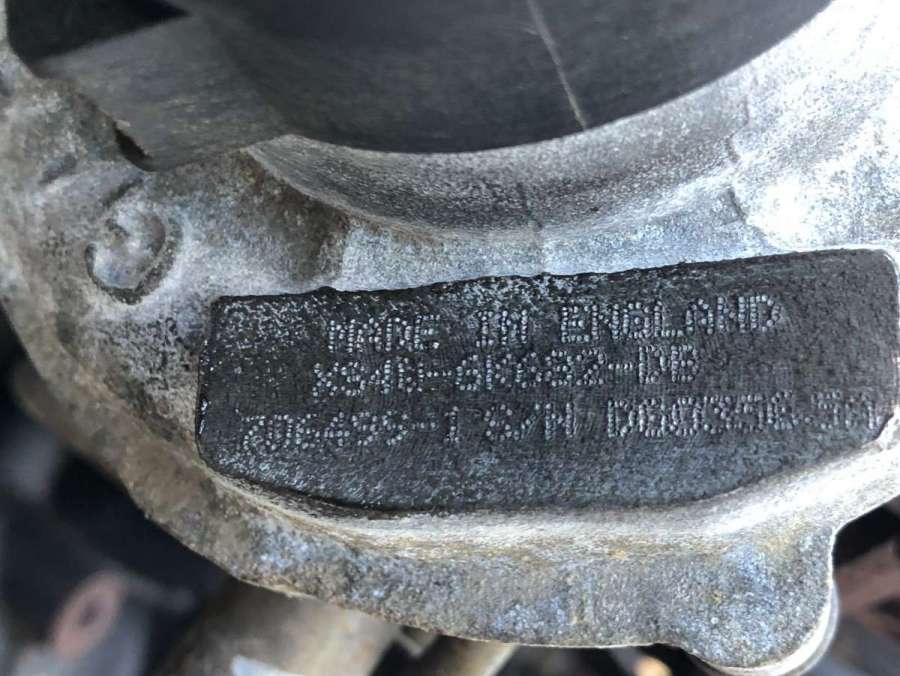 MADE IN ENGLAND
XS4Q-6K682-DB
706499-1 S/N